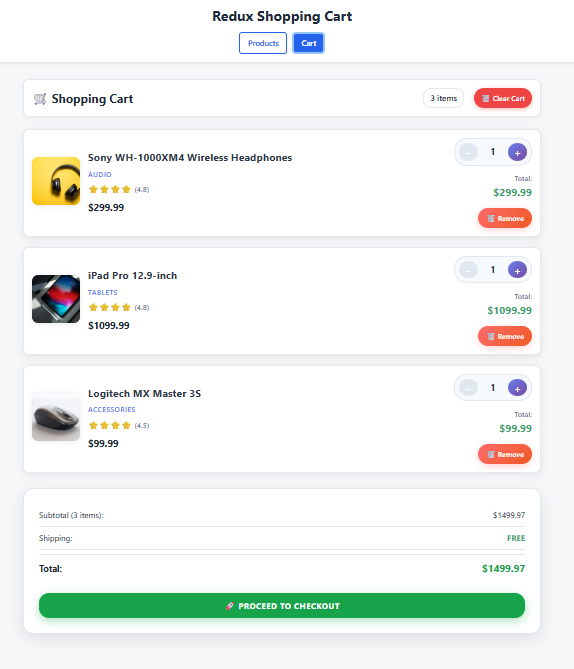 Redux Shopping Cart
Products
Cart
Shopping Cart
3 items
Clear Cart
Sony WH-1000XM4 Wireless Headphones
AUDIO
(4.8)
$299.99
− 1 +
Total:
$299.99
Remove
iPad Pro 12.9-inch
TABLETS
(4.8)
$1099.99
− 1 +
Total:
$1099.99
Remove
Logitech MX Master 3S
ACCESSORIES
(4.5)
$99.99
− 1 +
Total:
$99.99
Remove
Subtotal (3 items): $1499.97
Shipping: FREE
Total: $1499.97
PROCEED TO CHECKOUT